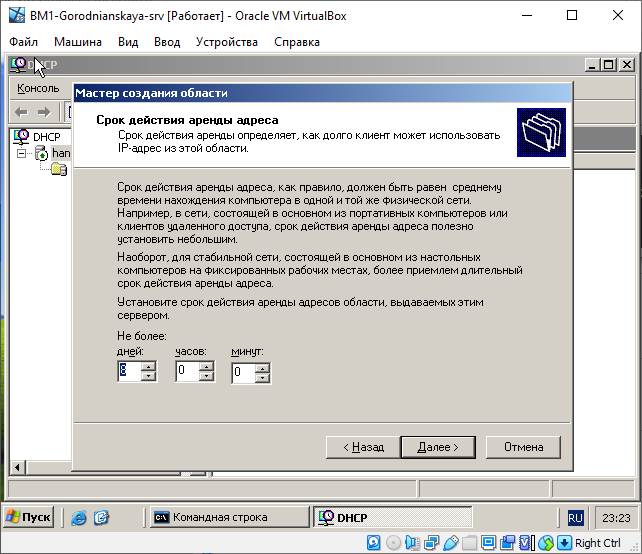 BM1-Gorodnianskaya-srv [Работает] - Oracle VM VirtualBox
Файл Машина Вид Ввод Устройства Справка
DHCP
Консоль
Мастер создания области
Срок действия аренды адреса
Срок действия аренды определяет, как долго клиент может использовать
IP-адрес из этой области.
DHCP
han
Срок действия аренды адреса, как правило, должен быть равен среднему
времени нахождения компьютера в одной и той же физической сети.
Например, в сети, состоящей в основном из портативных компьютеров или
клиентов удаленного доступа, срок действия аренды адреса полезно
установить небольшим.
Наоборот, для стабильной сети, состоящей в основном из настольных
компьютеров на фиксированных рабочих местах, более приемлем длительный
срок действия аренды адреса.
Установите срок действия аренды адресов области, выдаваемых этим
сервером.
Не более:
дней: часов: минут:
8 0 0
< Назад Далее > Отмена
Пуск Командная строка DHCP RU 23:23
Right Ctrl